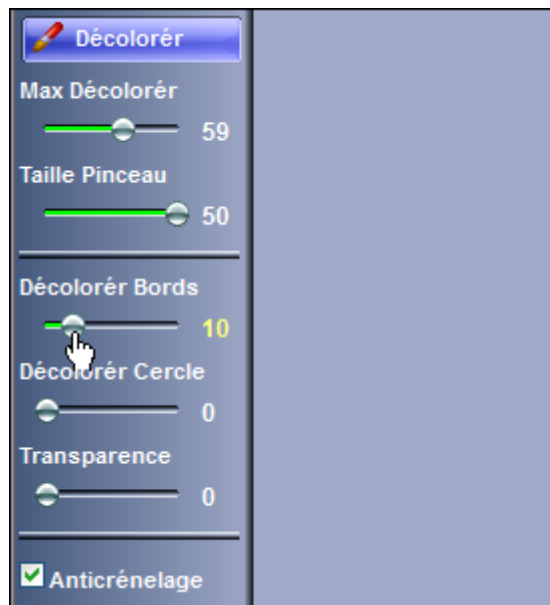 Décolorér
Max Décolorér
59
Taille Pinceau
50
Décolorér Bords
10
Décolorér Cercle
0
Transparence
0
Anticrénelage